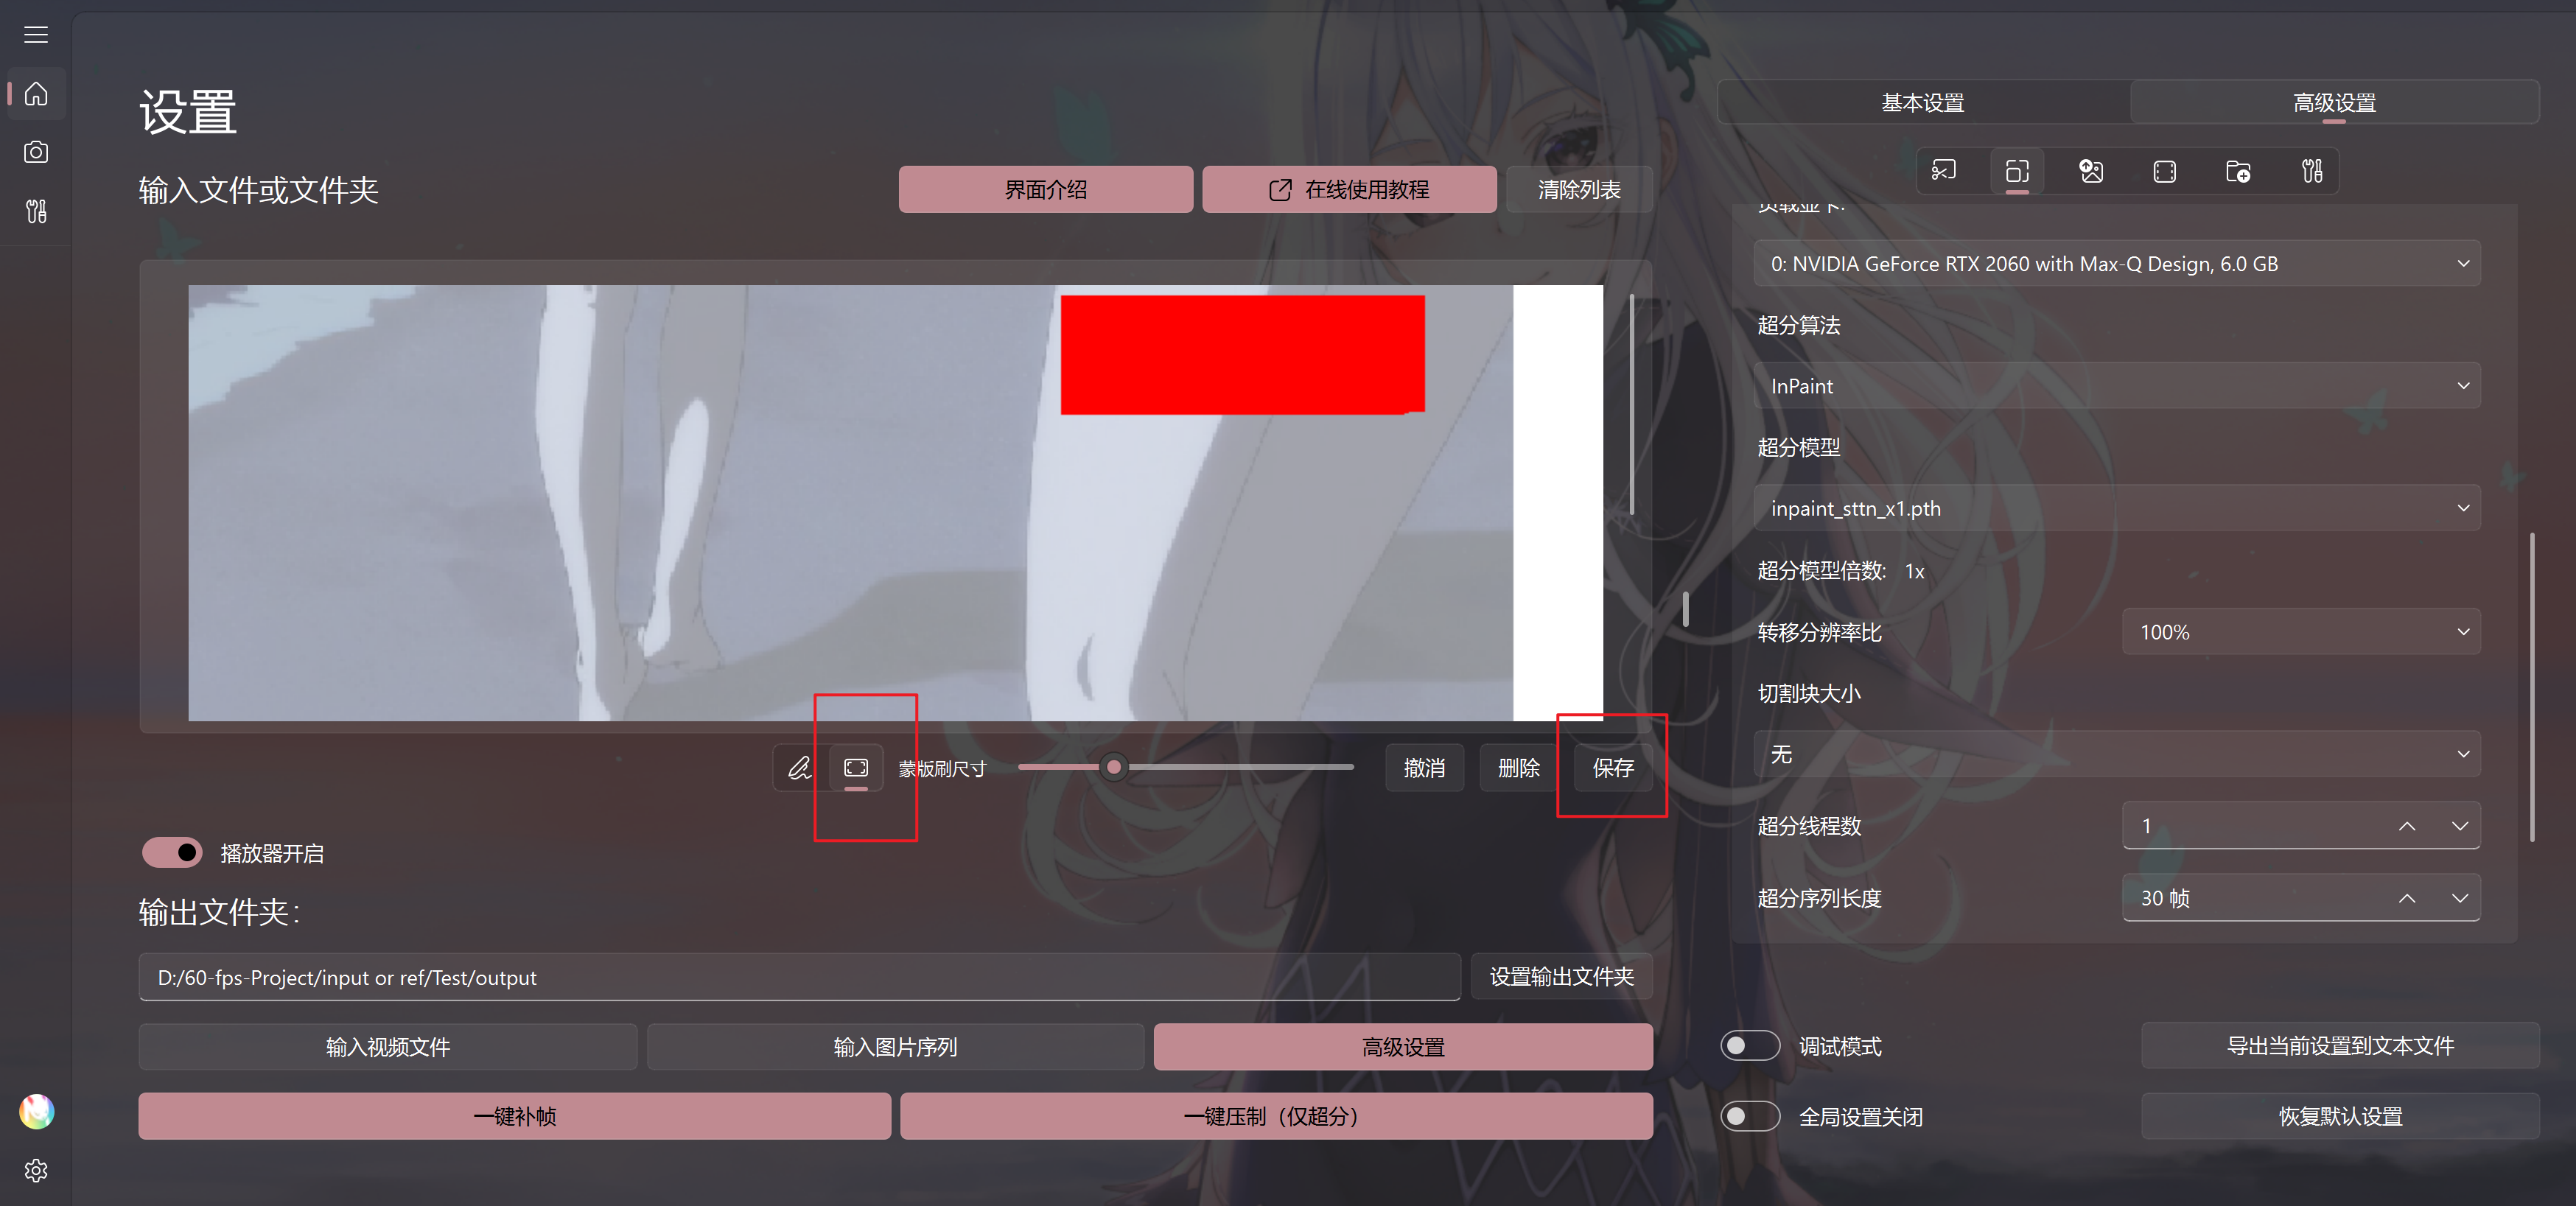 设置
基本设置
高级设置
输入文件或文件夹
界面介绍
在线使用教程
清除列表
负载显卡:
0: NVIDIA GeForce RTX 2060 with Max-Q Design, 6.0 GB
超分算法
InPaint
超分模型
inpaint_sttn_x1.pth
超分模型倍数: 1x
转移分辨率比
100%
切割块大小
无
蒙版刷尺寸
撤消
删除
保存
超分线程数
1
播放器开启
超分序列长度
30 帧
输出文件夹:
D:/60-fps-Project/input or ref/Test/output
设置输出文件夹
输入视频文件
输入图片序列
高级设置
调试模式
导出当前设置到文本文件
一键补帧
一键压制（仅超分）
全局设置关闭
恢复默认设置